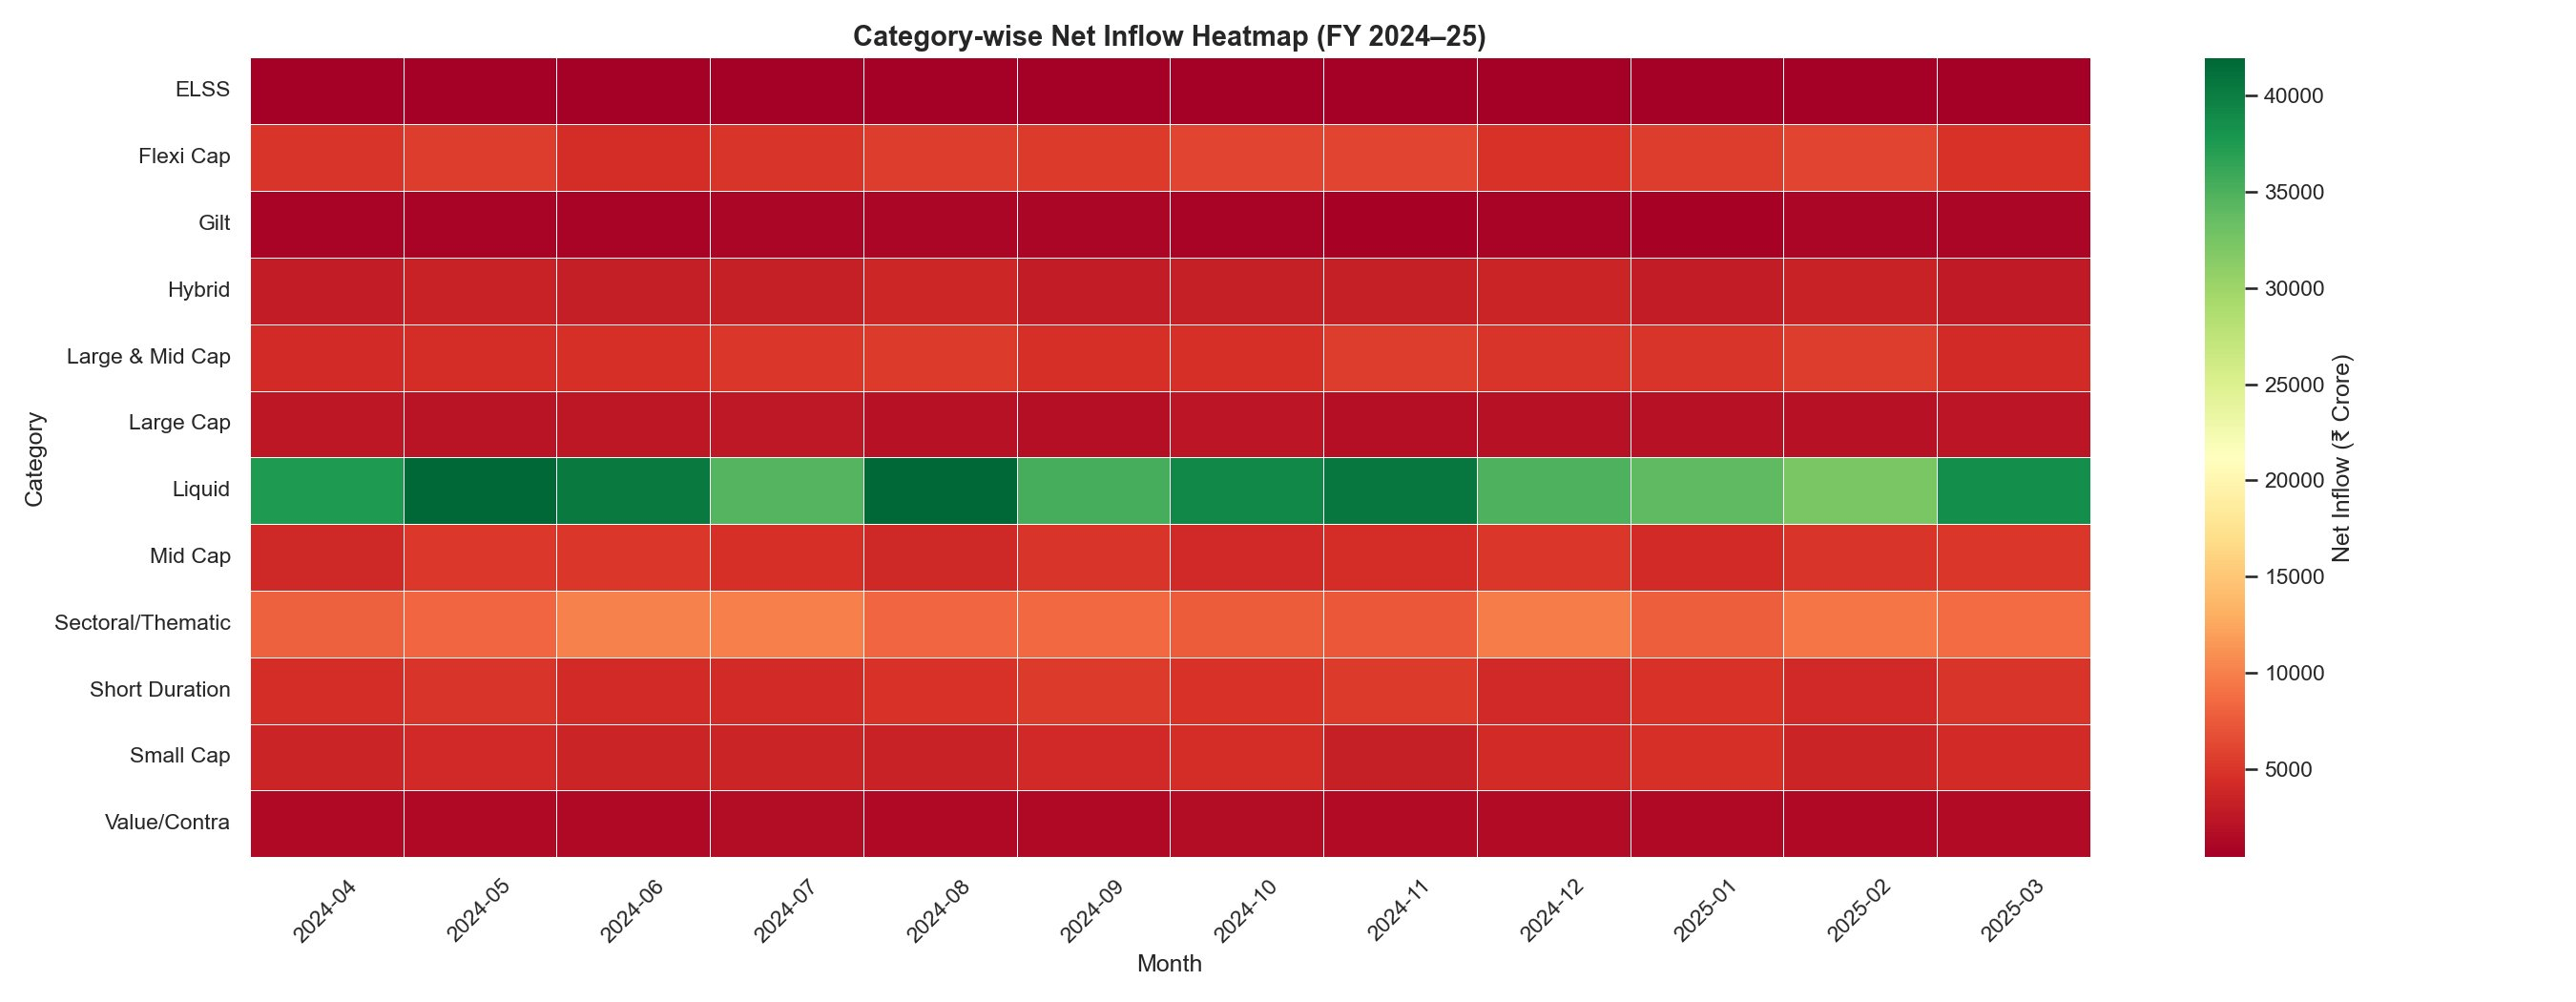 Category-wise Net Inflow Heatmap (FY 2024–25)
Category
ELSS
Flexi Cap
Gilt
Hybrid
Large & Mid Cap
Large Cap
Liquid
Mid Cap
Sectoral/Thematic
Short Duration
Small Cap
Value/Contra
2024-04
2024-05
2024-06
2024-07
2024-08
2024-09
2024-10
2024-11
2024-12
2025-01
2025-02
2025-03
Month
40000
35000
30000
25000
20000
15000
10000
5000
Net Inflow (₹ Crore)